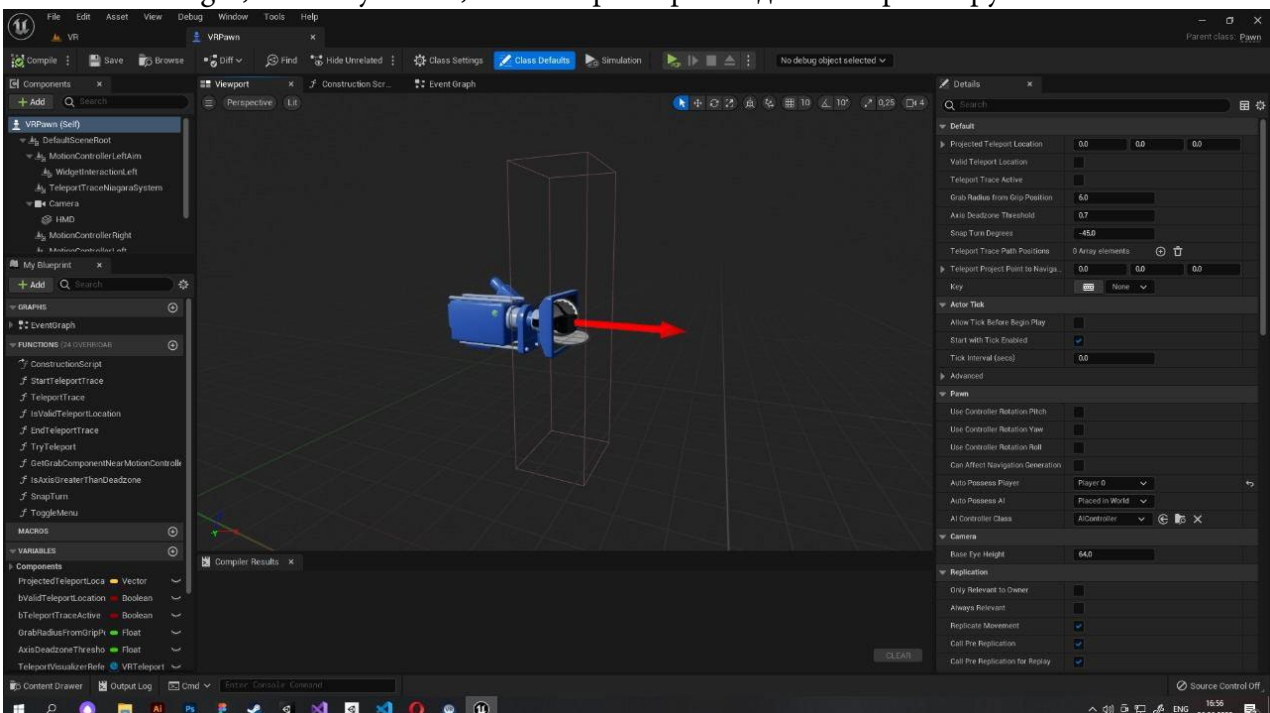 File Edit Asset View Debug Window Tools Help
VR
VRPawn
Parent class: Pawn
Compile Save Browse Diff Find Hide Unrelated Class Settings Class Defaults Simulation No debug object selected
Components
Add Search
VRPawn (Self)
DefaultSceneRoot
MotionControllerLeftAim
WidgetInteractionLeft
TeleportTraceNiagaraSystem
Camera
HMD
MotionControllerRight
MotionControllerLeft
My Blueprint
Add Search
GRAPHS
EventGraph
FUNCTIONS (24 OVERRIDAB
ConstructionScript
StartTeleportTrace
TeleportTrace
IsValidTeleportLocation
EndTeleportTrace
TryTeleport
GetGrabComponentNearMotionControlle
IsAxisGreaterThanDeadzone
SnapTurn
ToggleMenu
MACROS
VARIABLES
Components
ProjectedTeleportLoca Vector
bValidTeleportLocation Boolean
bTeleportTraceActive Boolean
GrabRadiusFromGripP Float
AxisDeadzoneThresho Float
TeleportVisualizerRefe VRTeleport
Viewport Construction Scr... Event Graph
Perspective Lit
10 10° 0,25 4
X
Y
Compiler Results
CLEAR
Details
Search
Default
Projected Teleport Location 0.0 0.0 0.0
Valid Teleport Location
Teleport Trace Active
Grab Radius from Grip Position 6.0
Axis Deadzone Threshold 0.7
Snap Turn Degrees -45.0
Teleport Trace Path Positions 0 Array elements
Teleport Project Point to Naviga... 0.0 0.0 0.0
Key None
Actor Tick
Allow Tick Before Begin Play
Start with Tick Enabled
Tick Interval (secs) 0.0
Advanced
Pawn
Use Controller Rotation Pitch
Use Controller Rotation Yaw
Use Controller Rotation Roll
Can Affect Navigation Generation
Auto Possess Player Player 0
Auto Possess AI Placed in World
AI Controller Class AIController
Camera
Base Eye Height 64.0
Replication
Only Relevant to Owner
Always Relevant
Replicate Movement
Call Pre Replication
Call Pre Replication for Replay
Content Drawer Output Log Cmd Enter Console Command Source Control Off
Ai Ps ENG 16:56